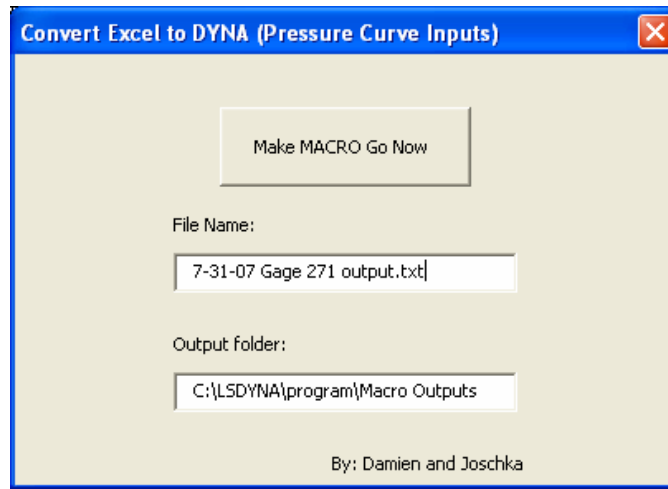 Convert Excel to DYNA (Pressure Curve Inputs)
Make MACRO Go Now
File Name:
7-31-07 Gage 271 output.txt
Output folder:
C:\LSDYNA\program\Macro Outputs
By: Damien and Joschka